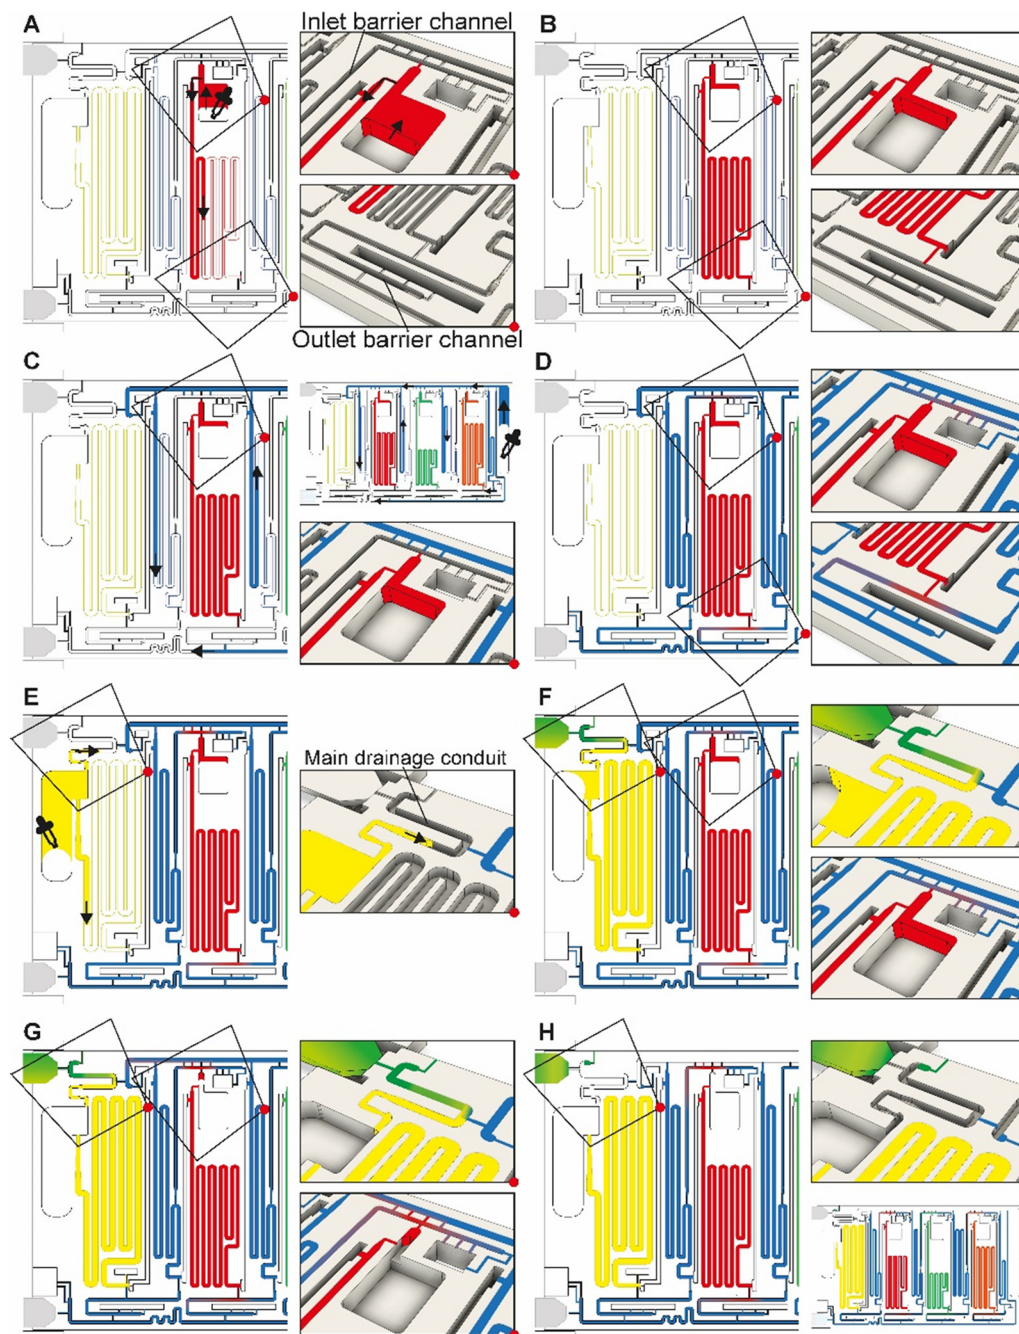 A
Inlet barrier channel
B
Outlet barrier channel
C
D
E
Main drainage conduit
F
G
H